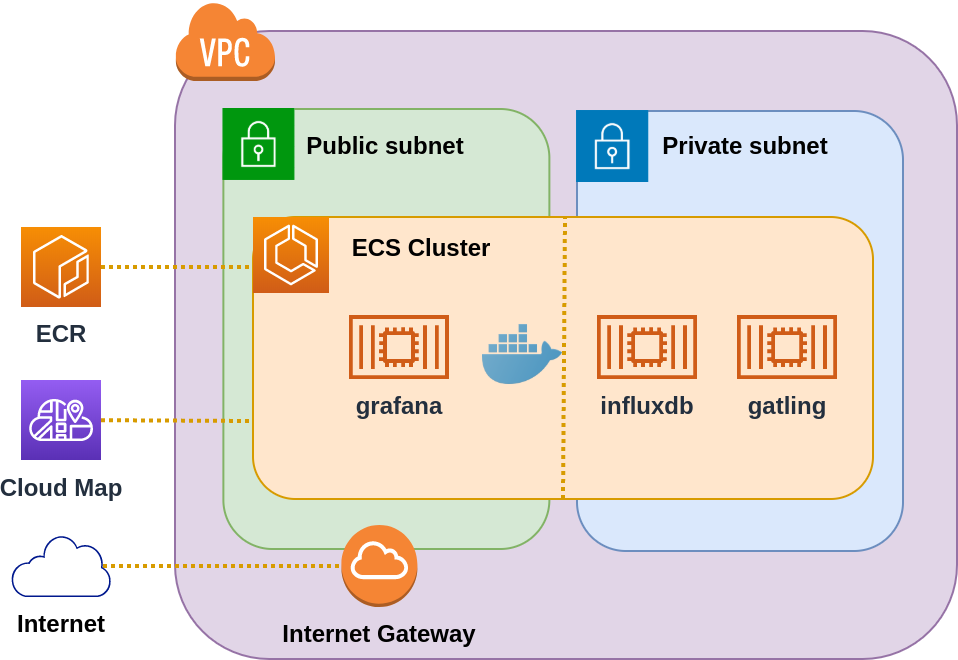 VPC
Public subnet
Private subnet
ECS Cluster
ECR
grafana
influxdb
gatling
Cloud Map
Internet
Internet Gateway